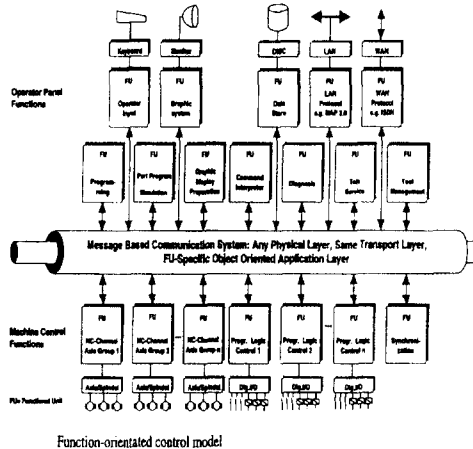 Keyboard
Monitor
DISC
LAN
WAN
Operator Panel
Functions
FU
Operator
Input
FU
Graphic
system
FU
Data
Store
FU
LAN
Protocol
e.g. MAP 3.0
FU
WAN
Protocol
e.g. ISDN
FU
Program-
ming
FU
Part Program
Simulation
FU
Graphic
Display
Preparation
FU
Command
Interpreter
FU
Diagnosis
FU
Service
FU
Tool
Management
Message Based Communication System: Any Physical Layer, Same Transport Layer,
FU-Specific Object Oriented Application Layer
Machine Control
Functions
FU
NC-Channel
Axis Group 1
FU
NC-Channel
Axis Group 2
FU
NC-Channel
Axis Group n
FU
Progr. Logic
Control 1
FU
Progr. Logic
Control 2
FU
Progr. Logic
Control n
FU
Synchroni-
zation
Axis/Spindel
Axis/Spindel
Axis/Spindel
Dig. I/O
Dig. I/O
Dig. I/O
FU= Functional Unit
Function-orientated control model